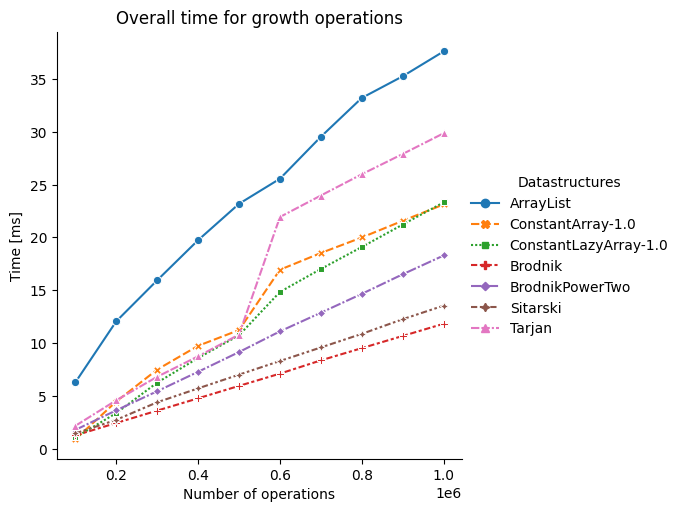 Overall time for growth operations
Time [ms]
35
30
25
20
15
10
5
0
0.2 0.4 0.6 0.8 1.0
1e6
Number of operations
Datastructures
ArrayList
ConstantArray-1.0
ConstantLazyArray-1.0
Brodnik
BrodnikPowerTwo
Sitarski
Tarjan